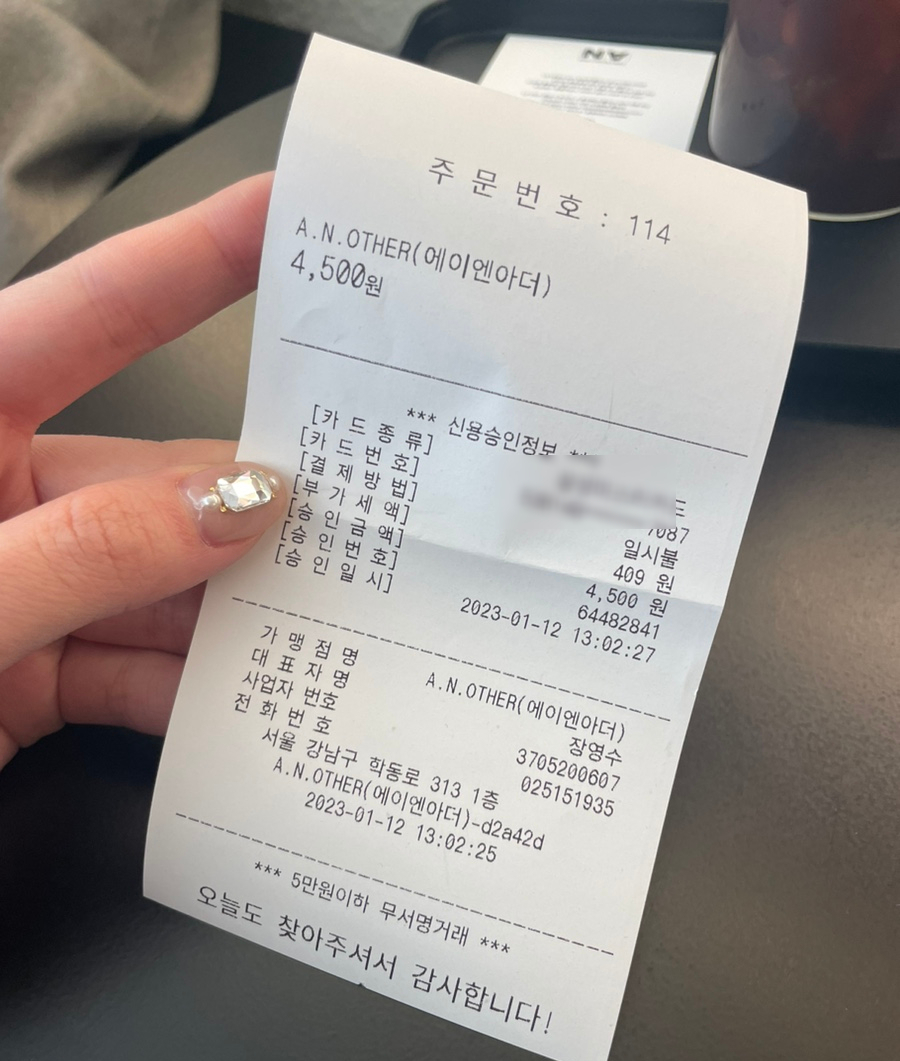 AN
주 문 번 호 : 114
A.N.OTHER(에이엔아더)
4,500원
*** 신용승인정보
[카 드 종 류]
[카 드 번 호] 7087
[결 제 방 법] 일시불
[부 가 세 액] 409 원
[승 인 금 액] 4,500 원
[승 인 번 호] 64482841
[승 인 일 시] 2023-01-12 13:02:27
가 맹 점 명 A.N.OTHER(에이엔아더)
대 표 자 명 장영수
사업자 번호 3705200607
전 화 번 호 025151935
서울 강남구 학동로 313 1층
A.N.OTHER(에이엔아더)-d2a42d
2023-01-12 13:02:25
*** 5만원이하 무서명거래 ***
오늘도 찾아주셔서 감사합니다!